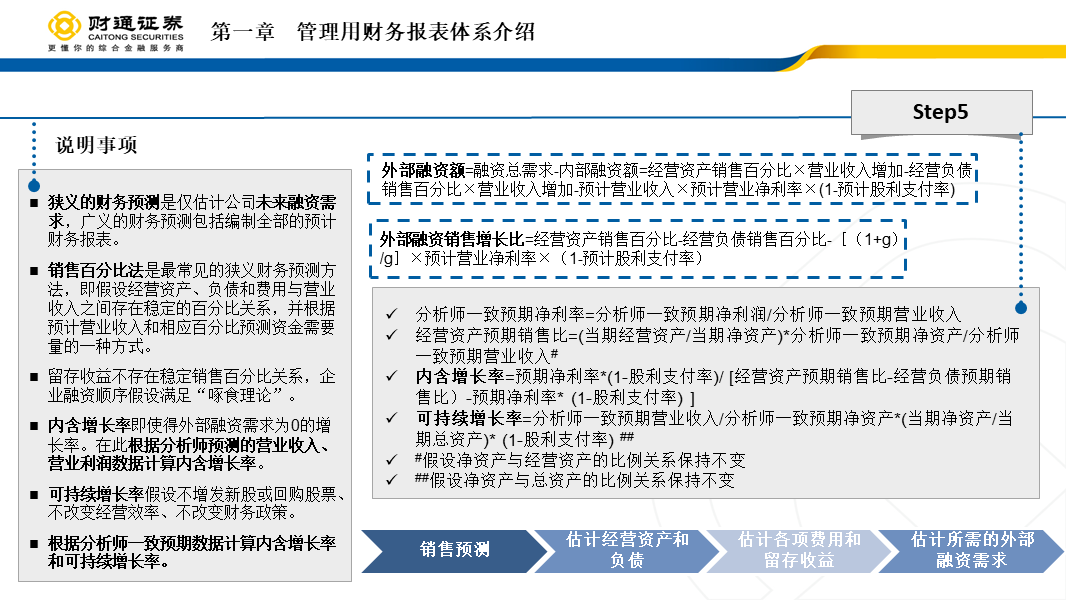 财通证券
CAITONG SECURITIES
更懂你的综合金融服务商
第一章 管理用财务报表体系介绍
Step5
说明事项
■ 狭义的财务预测是仅估计公司未来融资需
求，广义的财务预测包括编制全部的预计
财务报表。
■ 销售百分比法是最常见的狭义财务预测方
法，即假设经营资产、负债和费用与营业
收入之间存在稳定的百分比关系，并根据
预计营业收入和相应百分比预测资金需要
量的一种方式。
■ 留存收益不存在稳定销售百分比关系，企
业融资顺序假设满足“啄食理论”。
■ 内含增长率即使得外部融资需求为0的增
长率。在此根据分析师预测的营业收入、
营业利润数据计算内含增长率。
■ 可持续增长率假设不增发新股或回购股票、
不改变经营效率、不改变财务政策。
■ 根据分析师一致预期数据计算内含增长率
和可持续增长率。
外部融资额=融资总需求-内部融资额=经营资产销售百分比×营业收入增加-经营负债
销售百分比×营业收入增加-预计营业收入×预计营业净利率×(1-预计股利支付率)
外部融资销售增长比=经营资产销售百分比-经营负债销售百分比-［（1+g）
/g］×预计营业净利率×（1-预计股利支付率）
✓ 分析师一致预期净利率=分析师一致预期净利润/分析师一致预期营业收入
✓ 经营资产预期销售比=(当期经营资产/当期净资产)*分析师一致预期净资产/分析师
一致预期营业收入#
✓ 内含增长率=预期净利率*(1-股利支付率)/ [经营资产预期销售比-经营负债预期销
售比）-预期净利率* (1-股利支付率) ]
✓ 可持续增长率=分析师一致预期营业收入/分析师一致预期净资产*(当期净资产/当
期总资产)* (1-股利支付率) ##
✓ #假设净资产与经营资产的比例关系保持不变
✓ ##假设净资产与总资产的比例关系保持不变
销售预测
估计经营资产和
负债
估计各项费用和
留存收益
估计所需的外部
融资需求